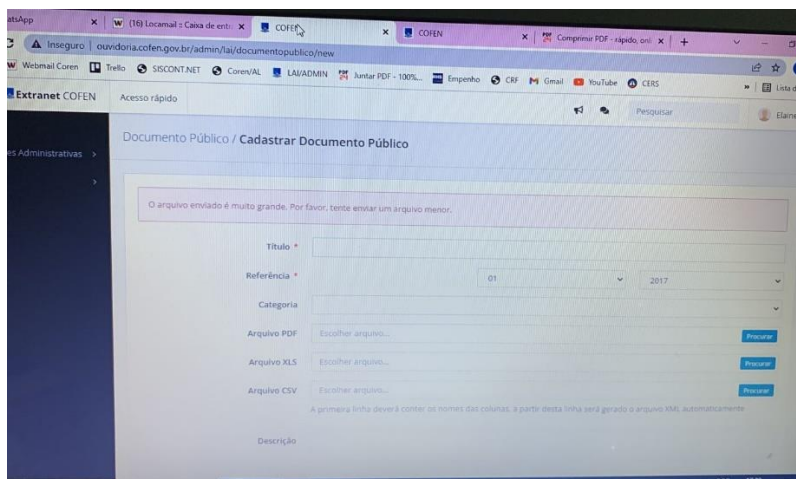 atsApp
(16) Locamail :: Caixa de entr
COFEN
COFEN
Comprimir PDF - rápido, onli
Inseguro ouvidoria.cofen.gov.br/admin/lai/documentopublico/new
Webmail Coren Trello SISCONT.NET Coren/AL LAI/ADMIN Juntar PDF - 100%... Empenho CRF Gmail YouTube CERS » Lista d
Extranet COFEN Acesso rápido Pesquisar Elaine
es Administrativas
Documento Público / Cadastrar Documento Público
O arquivo enviado é muito grande. Por favor, tente enviar um arquivo menor.
Título *
Referência * 01 2017
Categoria
Arquivo PDF Escolher arquivo... Procurar
Arquivo XLS Escolher arquivo... Procurar
Arquivo CSV Escolher arquivo... Procurar
A primeira linha deverá conter os nomes das colunas, a partir desta linha será gerado o arquivo XML automaticamente
Descrição